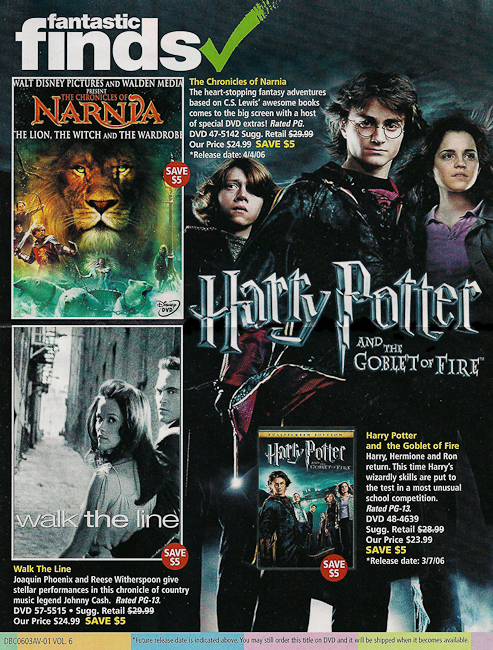 fantastic
finds
WALT DISNEY PICTURES AND WALDEN MEDIA
PRESENT
THE CHRONICLES OF
NARNIA
THE LION, THE WITCH AND THE WARDROBE
Disney
DVD
SAVE
$5
The Chronicles of Narnia
The heart-stopping fantasy adventures
based on C.S. Lewis' awesome books
comes to the big screen with a host
of special DVD extras! Rated PG.
DVD 47-5142 Sugg. Retail $29.99
Our Price $24.99 SAVE $5
*Release date: 4/4/06
Harry Potter
AND THE
GOBLET OF FIRE™
walk the line
SAVE
$5
Walk The Line
Joaquin Phoenix and Reese Witherspoon give
stellar performances in this chronicle of country
music legend Johnny Cash. Rated PG-13.
DVD 57-5515 • Sugg. Retail $29.99
Our Price $24.99 SAVE $5
Harry Potter
AND THE
GOBLET OF FIRE
SAVE
$5
Harry Potter
and the Goblet of Fire
Harry, Hermione and Ron
return. This time Harry's
wizardly skills are put to
the test in a most unusual
school competition.
Rated PG-13.
DVD 48-4639
Sugg. Retail $28.99
Our Price $23.99
SAVE $5
*Release date: 3/7/06
DBC0603AV-01 VOL. 6
*Future release date is indicated above. You may still order this title on DVD and it will be shipped when it becomes available.